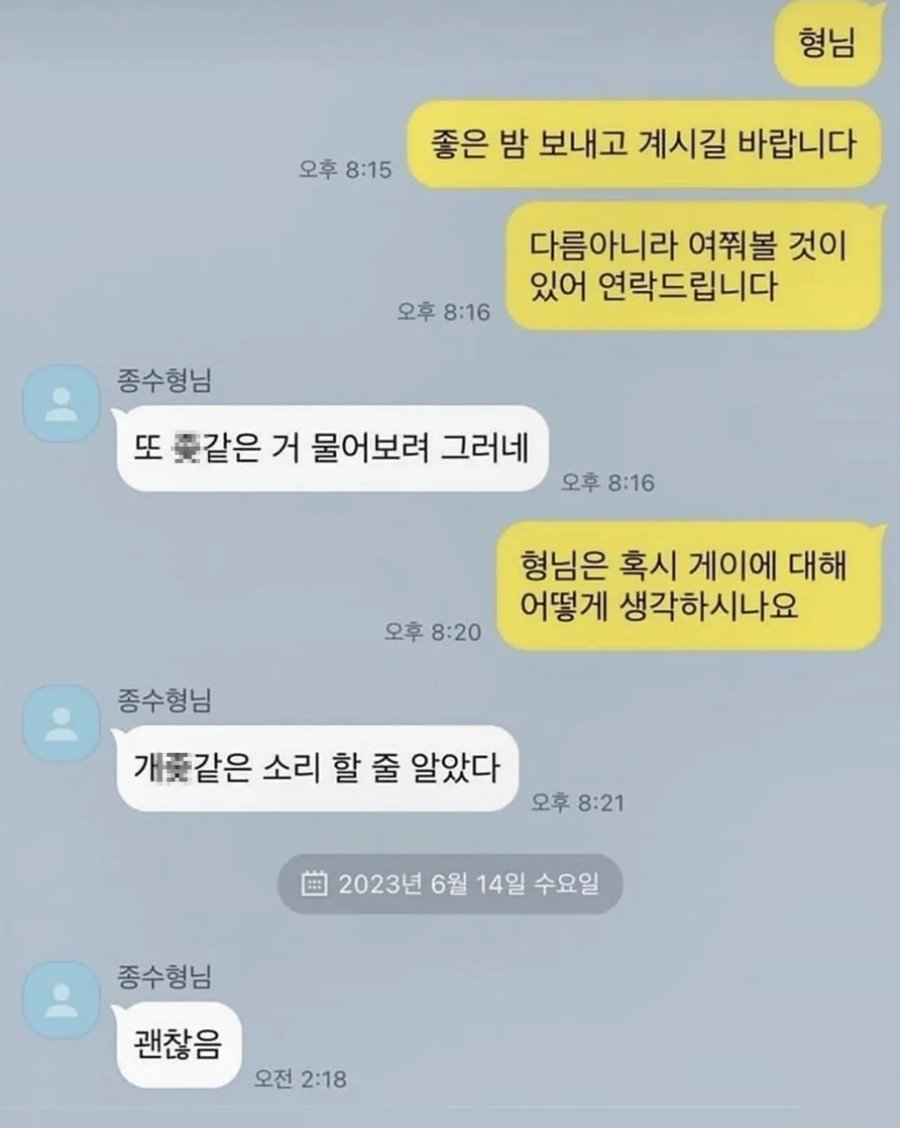 형님
좋은 밤 보내고 계시길 바랍니다
오후 8:15
다름아니라 여쭤볼 것이
있어 연락드립니다
오후 8:16
종수형님
또 같은 거 물어보려 그러네
오후 8:16
형님은 혹시 게이에 대해
어떻게 생각하시나요
오후 8:20
종수형님
개같은 소리 할 줄 알았다
오후 8:21
2023년 6월 14일 수요일
종수형님
괜찮음
오전 2:18